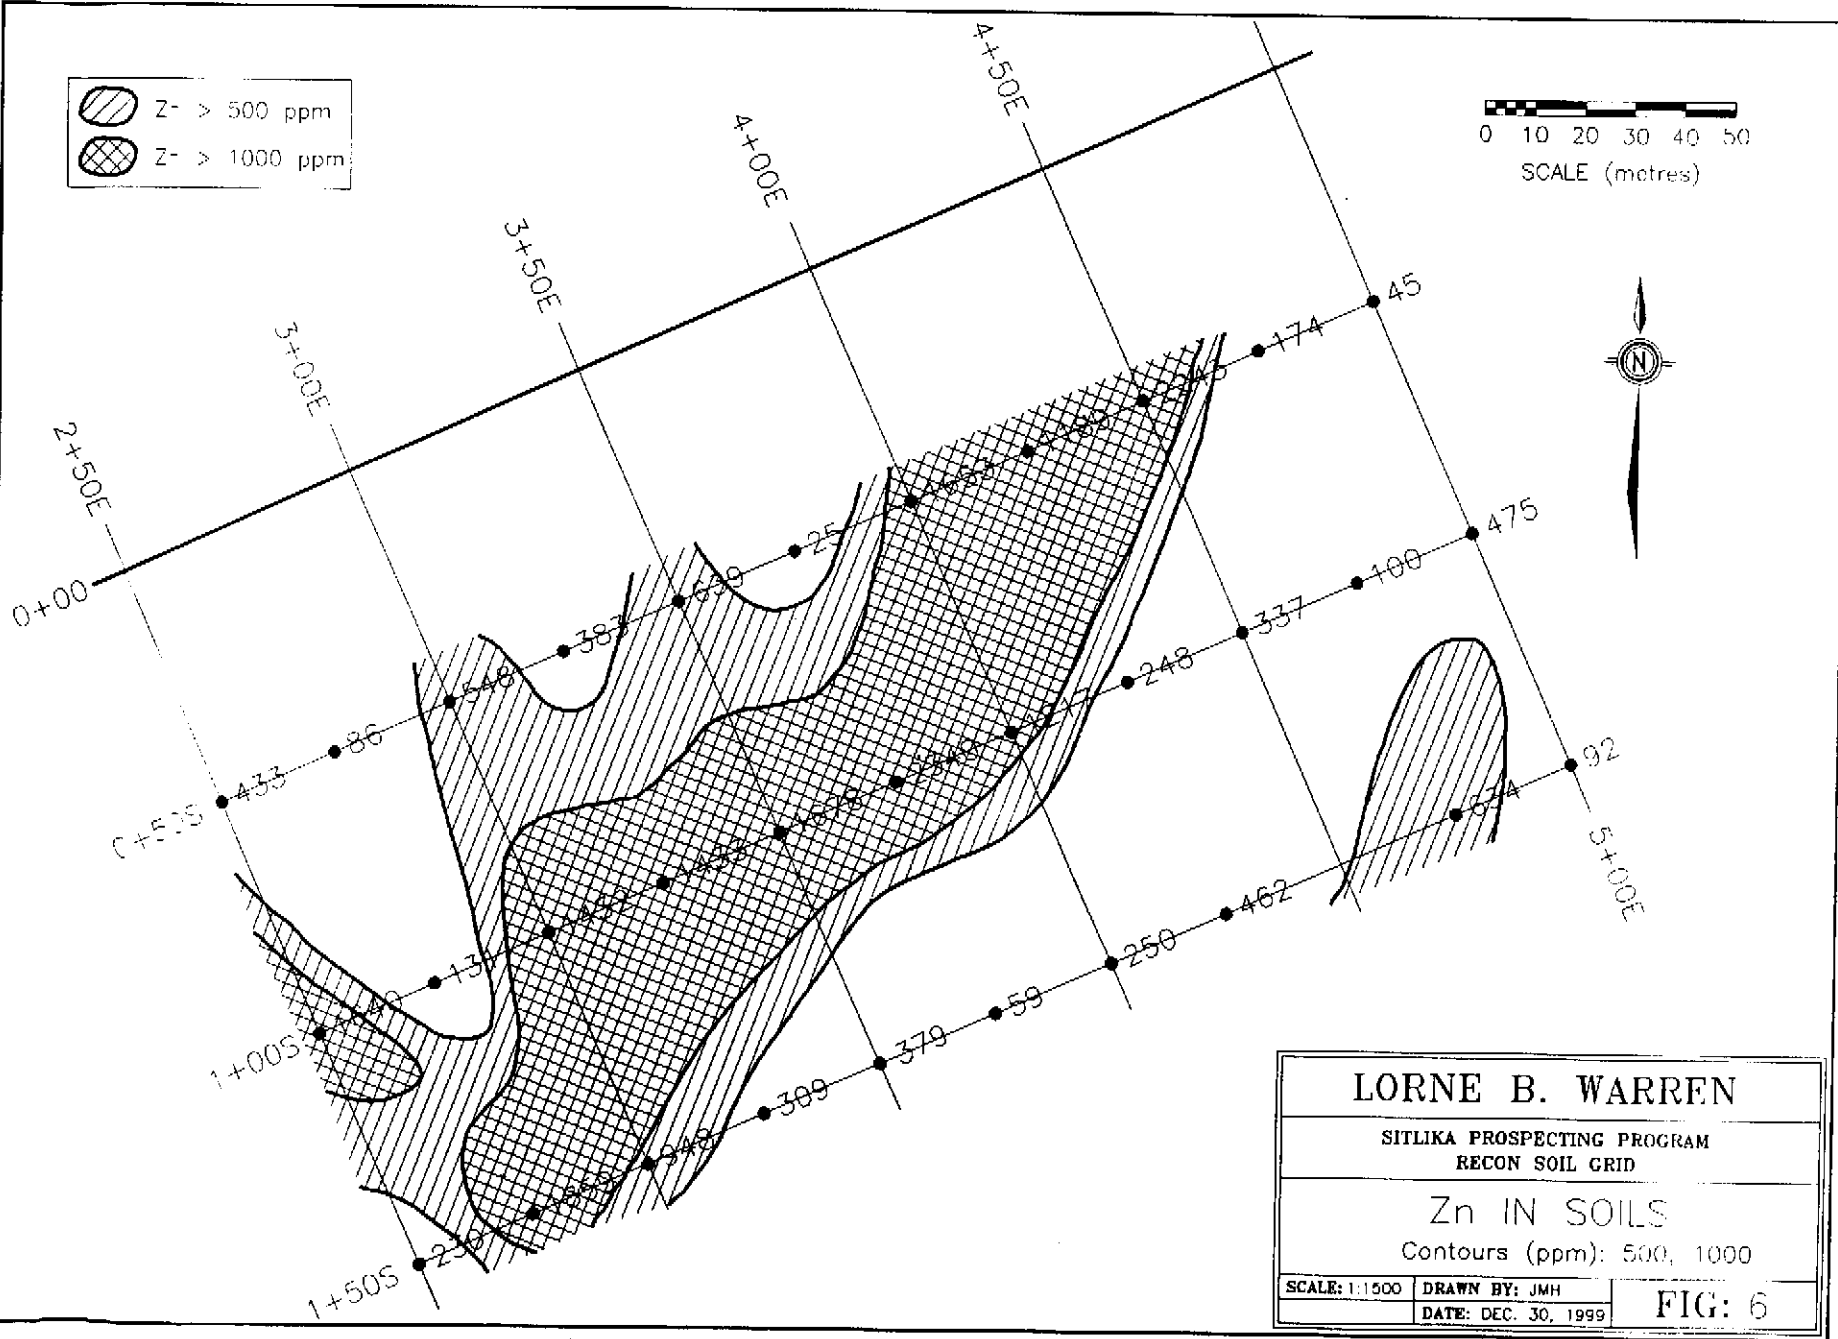 Z- > 500 ppm
Z- > 1000 ppm
0 10 20 30 40 50
SCALE (metres)
N
2+50E
3+00E
3+50E
4+00E
4+50E
5+00E
0+00
433 86 548 383 639 25 174 45
1+00S
248 337 100 475
1+50S
230 948 309 379 59 250 462 92
LORNE B. WARREN
SITLIKA PROSPECTING PROGRAM
RECON SOIL GRID
Zn IN SOILS
Contours (ppm): 500, 1000
SCALE: 1:1500
DRAWN BY: JMH
DATE: DEC. 30, 1999
FIG: 6